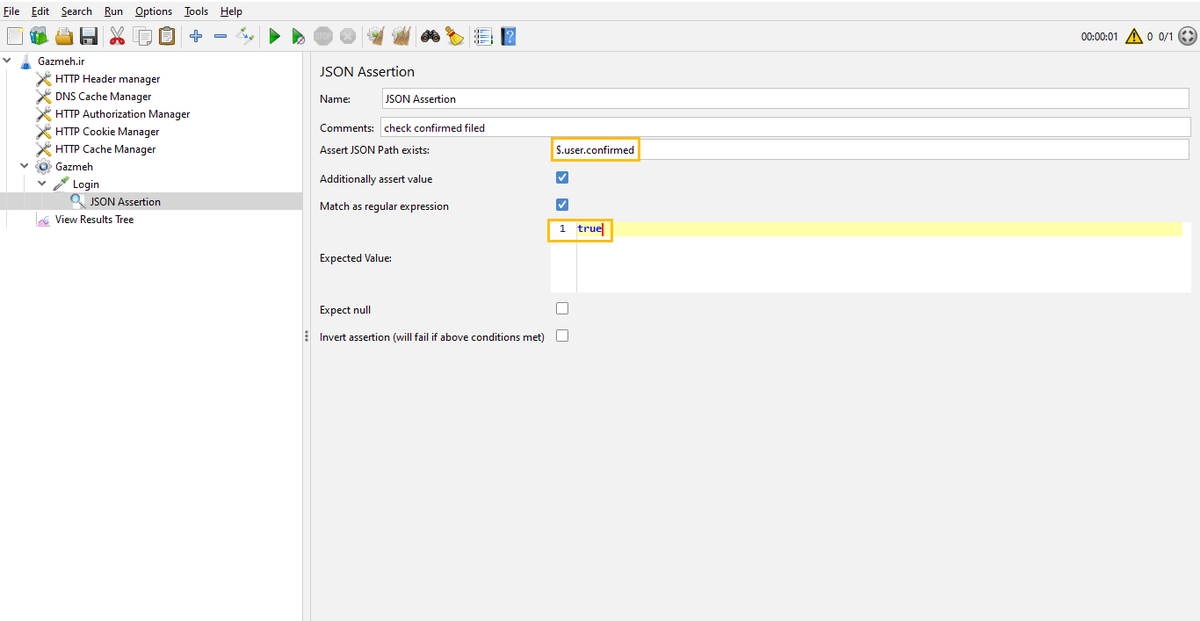 File Edit Search Run Options Tools Help
STOP 00:00:01 0 0/1
Gazmeh.ir
HTTP Header manager
DNS Cache Manager
HTTP Authorization Manager
HTTP Cookie Manager
HTTP Cache Manager
Gazmeh
Login
JSON Assertion
View Results Tree
JSON Assertion
Name: JSON Assertion
Comments: check confirmed filed
Assert JSON Path exists: $.user.confirmed
Additionally assert value
Match as regular expression
1 true
Expected Value:
Expect null
Invert assertion (will fail if above conditions met)